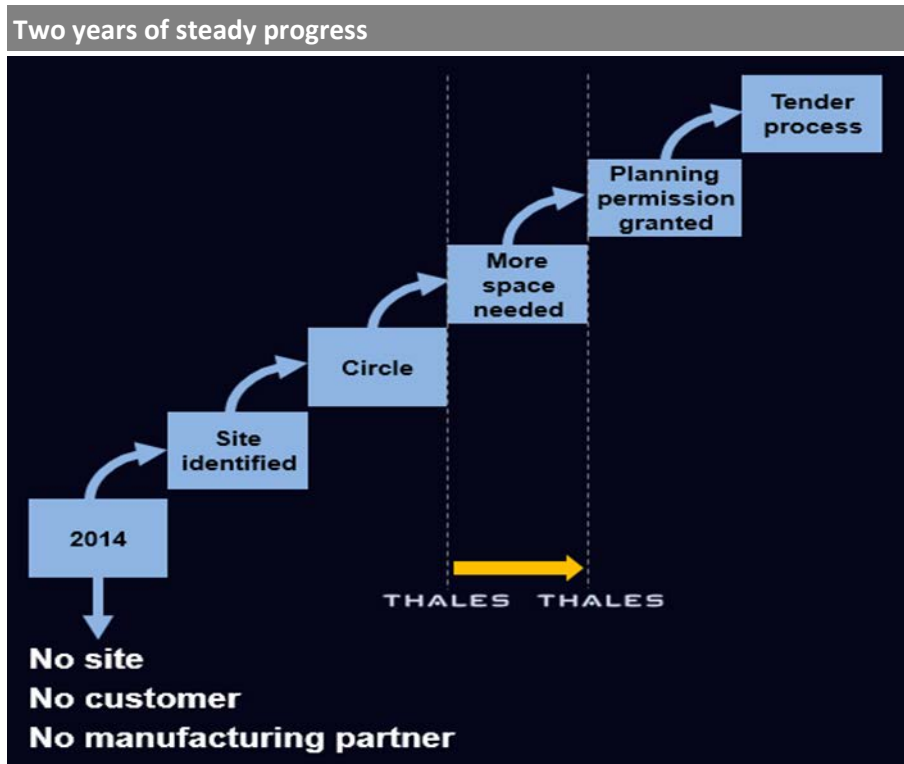 Two years of steady progress
Tender
process
Planning
permission
granted
More
space
needed
Circle
Site
identified
2014
THALES THALES
No site
No customer
No manufacturing partner